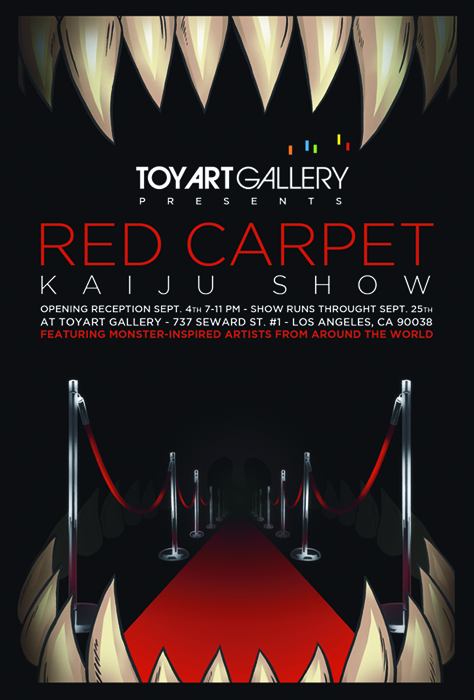 TOYART GALLERY
PRESENTS
RED CARPET
KAIJU SHOW
OPENING RECEPTION SEPT. 4TH 7-11 PM - SHOW RUNS THROUGHT SEPT. 25TH
AT TOYART GALLERY - 737 SEWARD ST. #1 - LOS ANGELES, CA 90038
FEATURING MONSTER-INSPIRED ARTISTS FROM AROUND THE WORLD